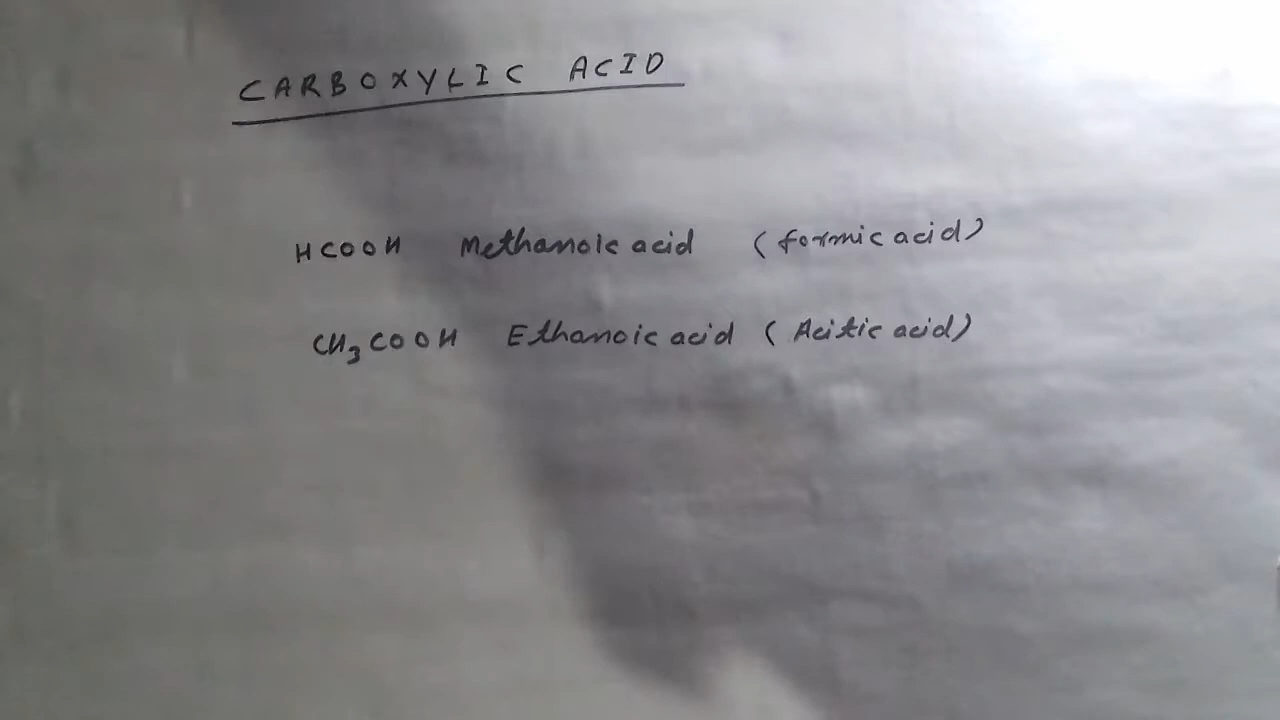 CARBOXYLIC ACID
HCOOH Methanoic acid (formic acid)
CH₃COOH Ethanoic acid (Acitic acid)